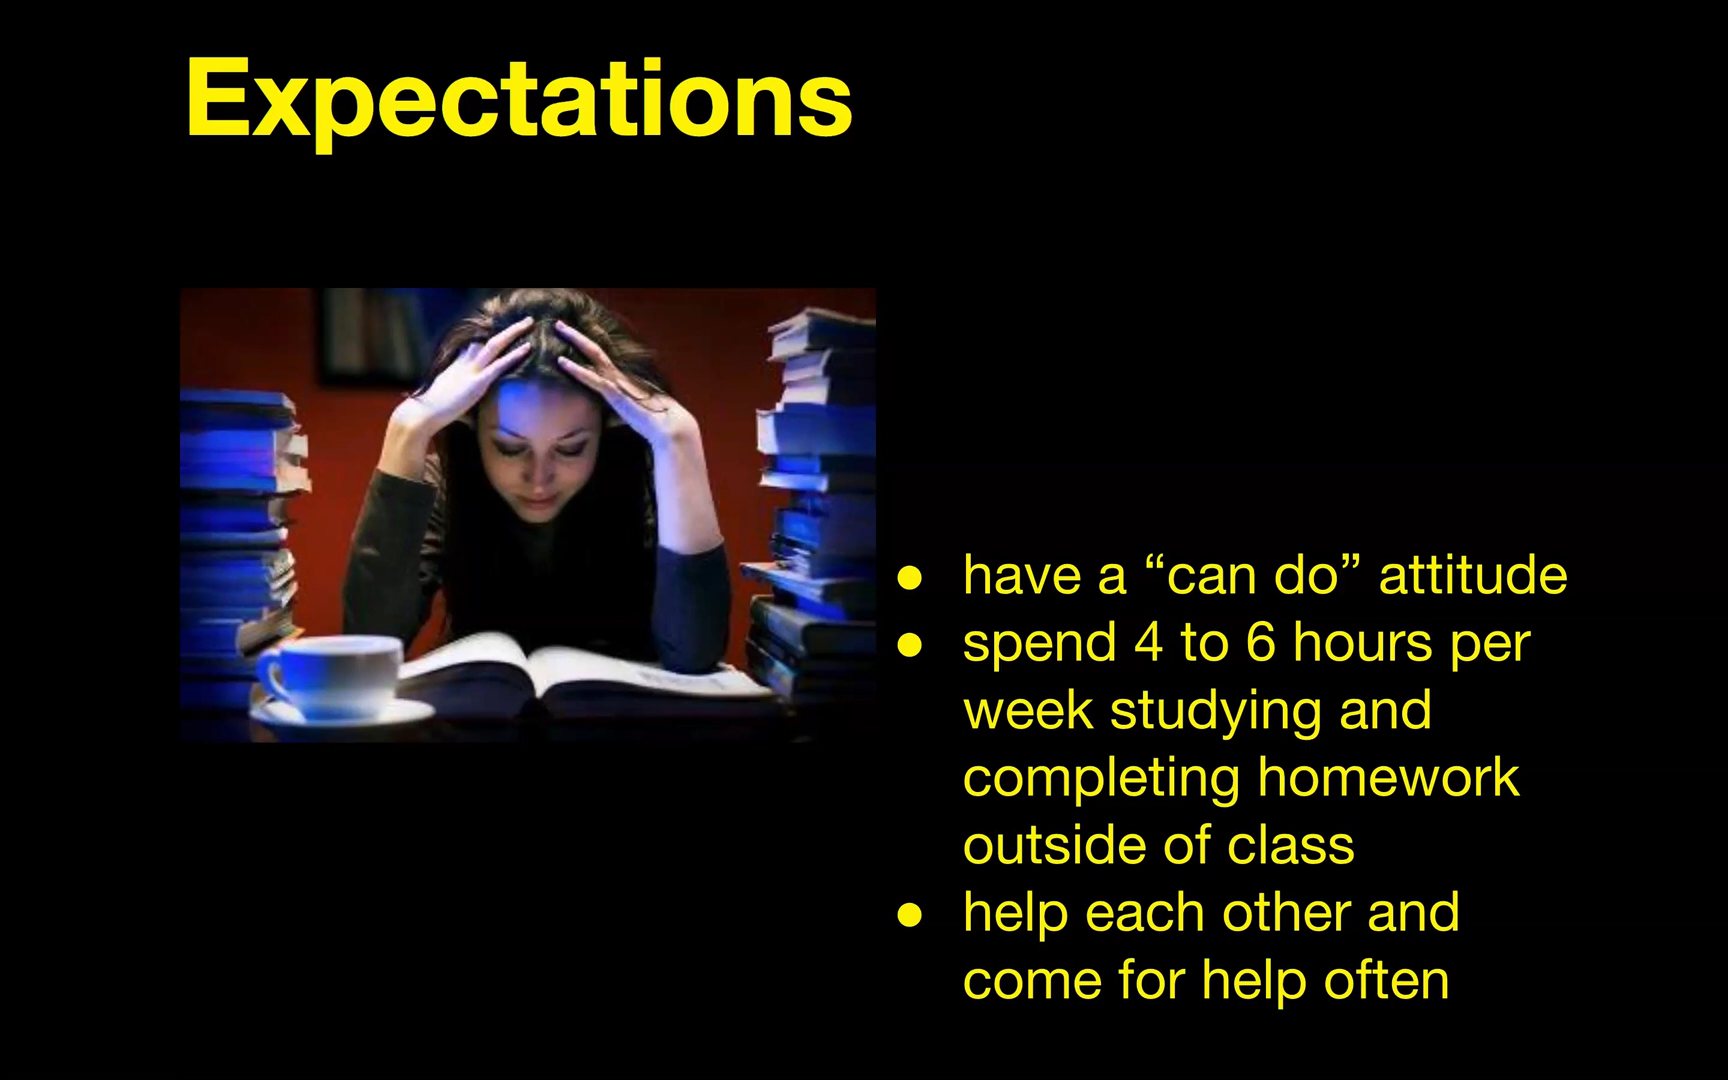 Expectations
● have a “can do” attitude
● spend 4 to 6 hours per
week studying and
completing homework
outside of class
● help each other and
come for help often